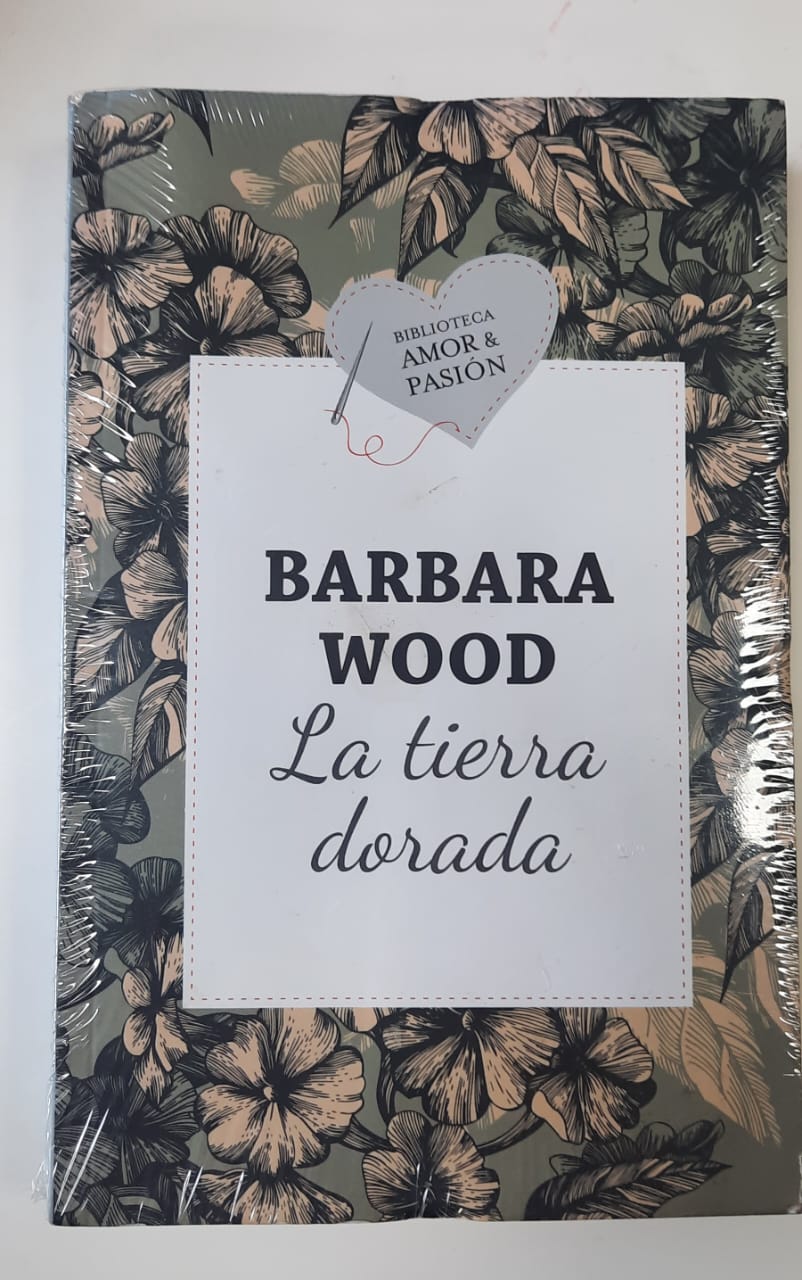 BIBLIOTECA
AMOR &
PASIÓN
BARBARA
WOOD
La tierra
dorada